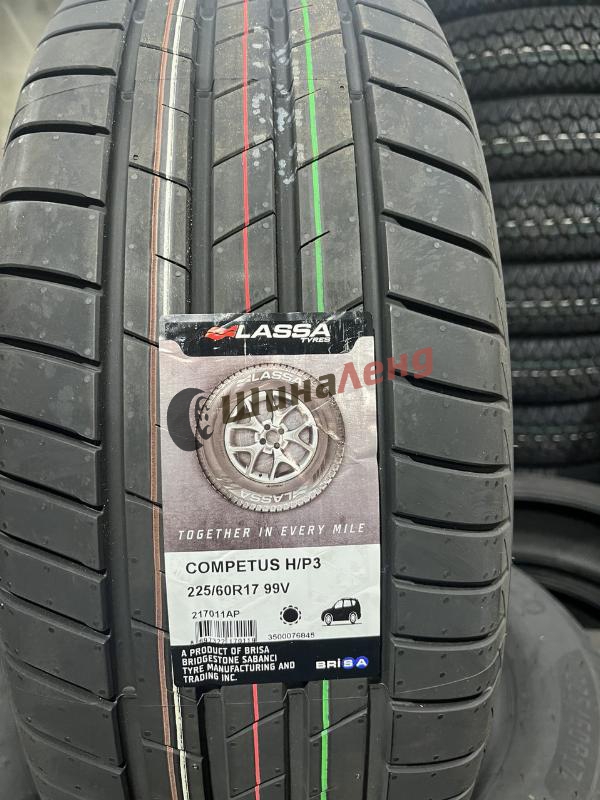 LASSA
TYRES
LASSA
ШинаЛенд
LASSA
TOGETHER IN EVERY MILE
COMPETUS H/P3
225/60R17 99V
217011AP
3500076845
A PRODUCT OF BRISA
BRIDGESTONE SABANCI
TYRE MANUFACTURING AND
TRADING INC.
BRiSA